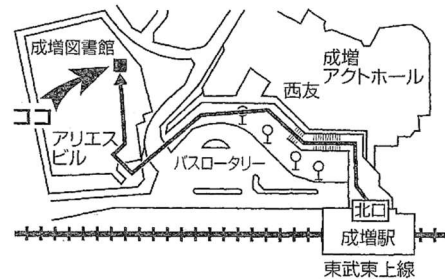 成増図書館
ココ
アリエス
ビル
バスロータリー
西友
成増
アクトホール
北口
成増駅
東武東上線